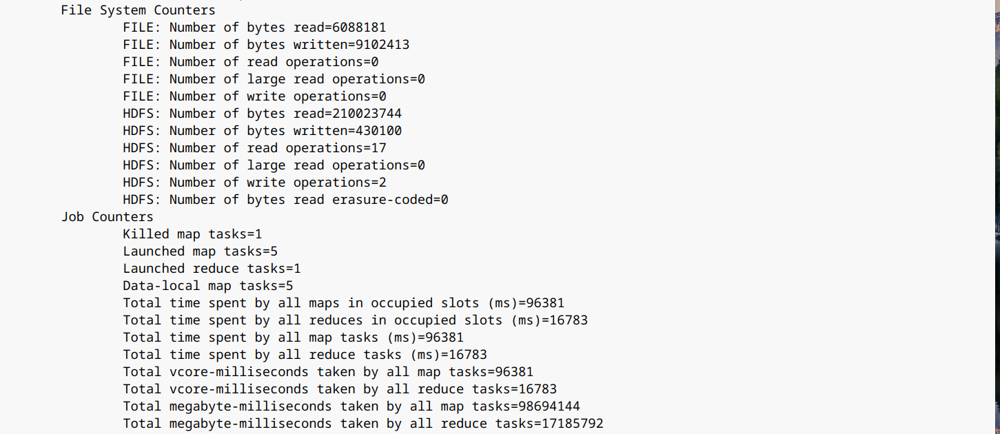 File System Counters
FILE: Number of bytes read=6088181
FILE: Number of bytes written=9102413
FILE: Number of read operations=0
FILE: Number of large read operations=0
FILE: Number of write operations=0
HDFS: Number of bytes read=210023744
HDFS: Number of bytes written=430100
HDFS: Number of read operations=17
HDFS: Number of large read operations=0
HDFS: Number of write operations=2
HDFS: Number of bytes read erasure-coded=0
Job Counters
Killed map tasks=1
Launched map tasks=5
Launched reduce tasks=1
Data-local map tasks=5
Total time spent by all maps in occupied slots (ms)=96381
Total time spent by all reduces in occupied slots (ms)=16783
Total time spent by all map tasks (ms)=96381
Total time spent by all reduce tasks (ms)=16783
Total vcore-milliseconds taken by all map tasks=96381
Total vcore-milliseconds taken by all reduce tasks=16783
Total megabyte-milliseconds taken by all map tasks=98694144
Total megabyte-milliseconds taken by all reduce tasks=17185792